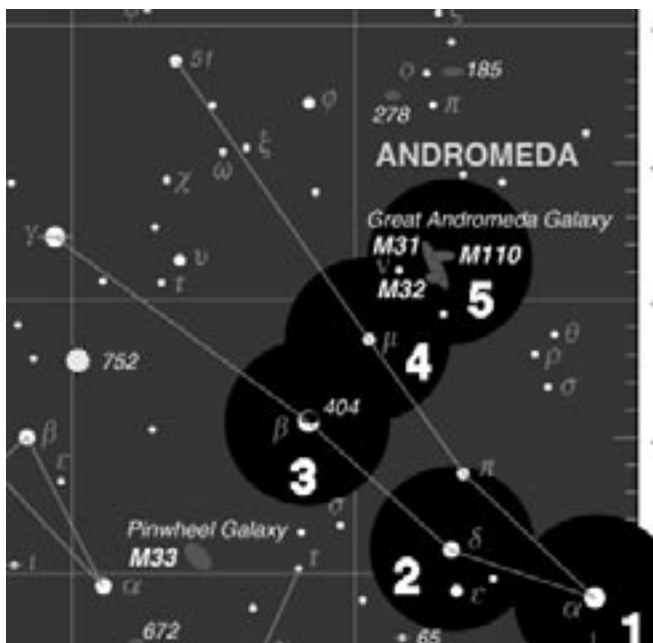 51
φ
ο
185
π
278
ξ
ω
ANDROMEDA
χ
Great Andromeda Galaxy
γ
M31
M110
υ
ν
M32
τ
5
μ
4
θ
ρ
752
σ
404
β
β
3
ε
π
σ
Pinwheel Galaxy
M33
δ
τ
2
ι
α
ε
α
1
672
65